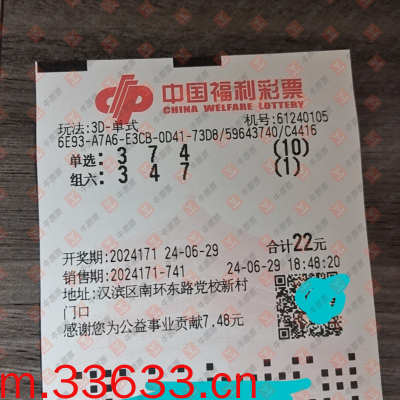 中国福利彩票
CHINA WELFARE LOTTERY
玩法:3D-单式 机号:61240105
6E93-A7A6-E3CB-0D41-73D8/59643740/C4416
单选: 3 7 4 (10)
组六: 3 4 7 (1)
开奖期:2024171 24-06-29 合计22元
销售期:2024171-741 24-06-29 18:48:20
地址:汉滨区南环东路党校新村
门口
感谢您为公益事业贡献7.48元
m.33633.cn